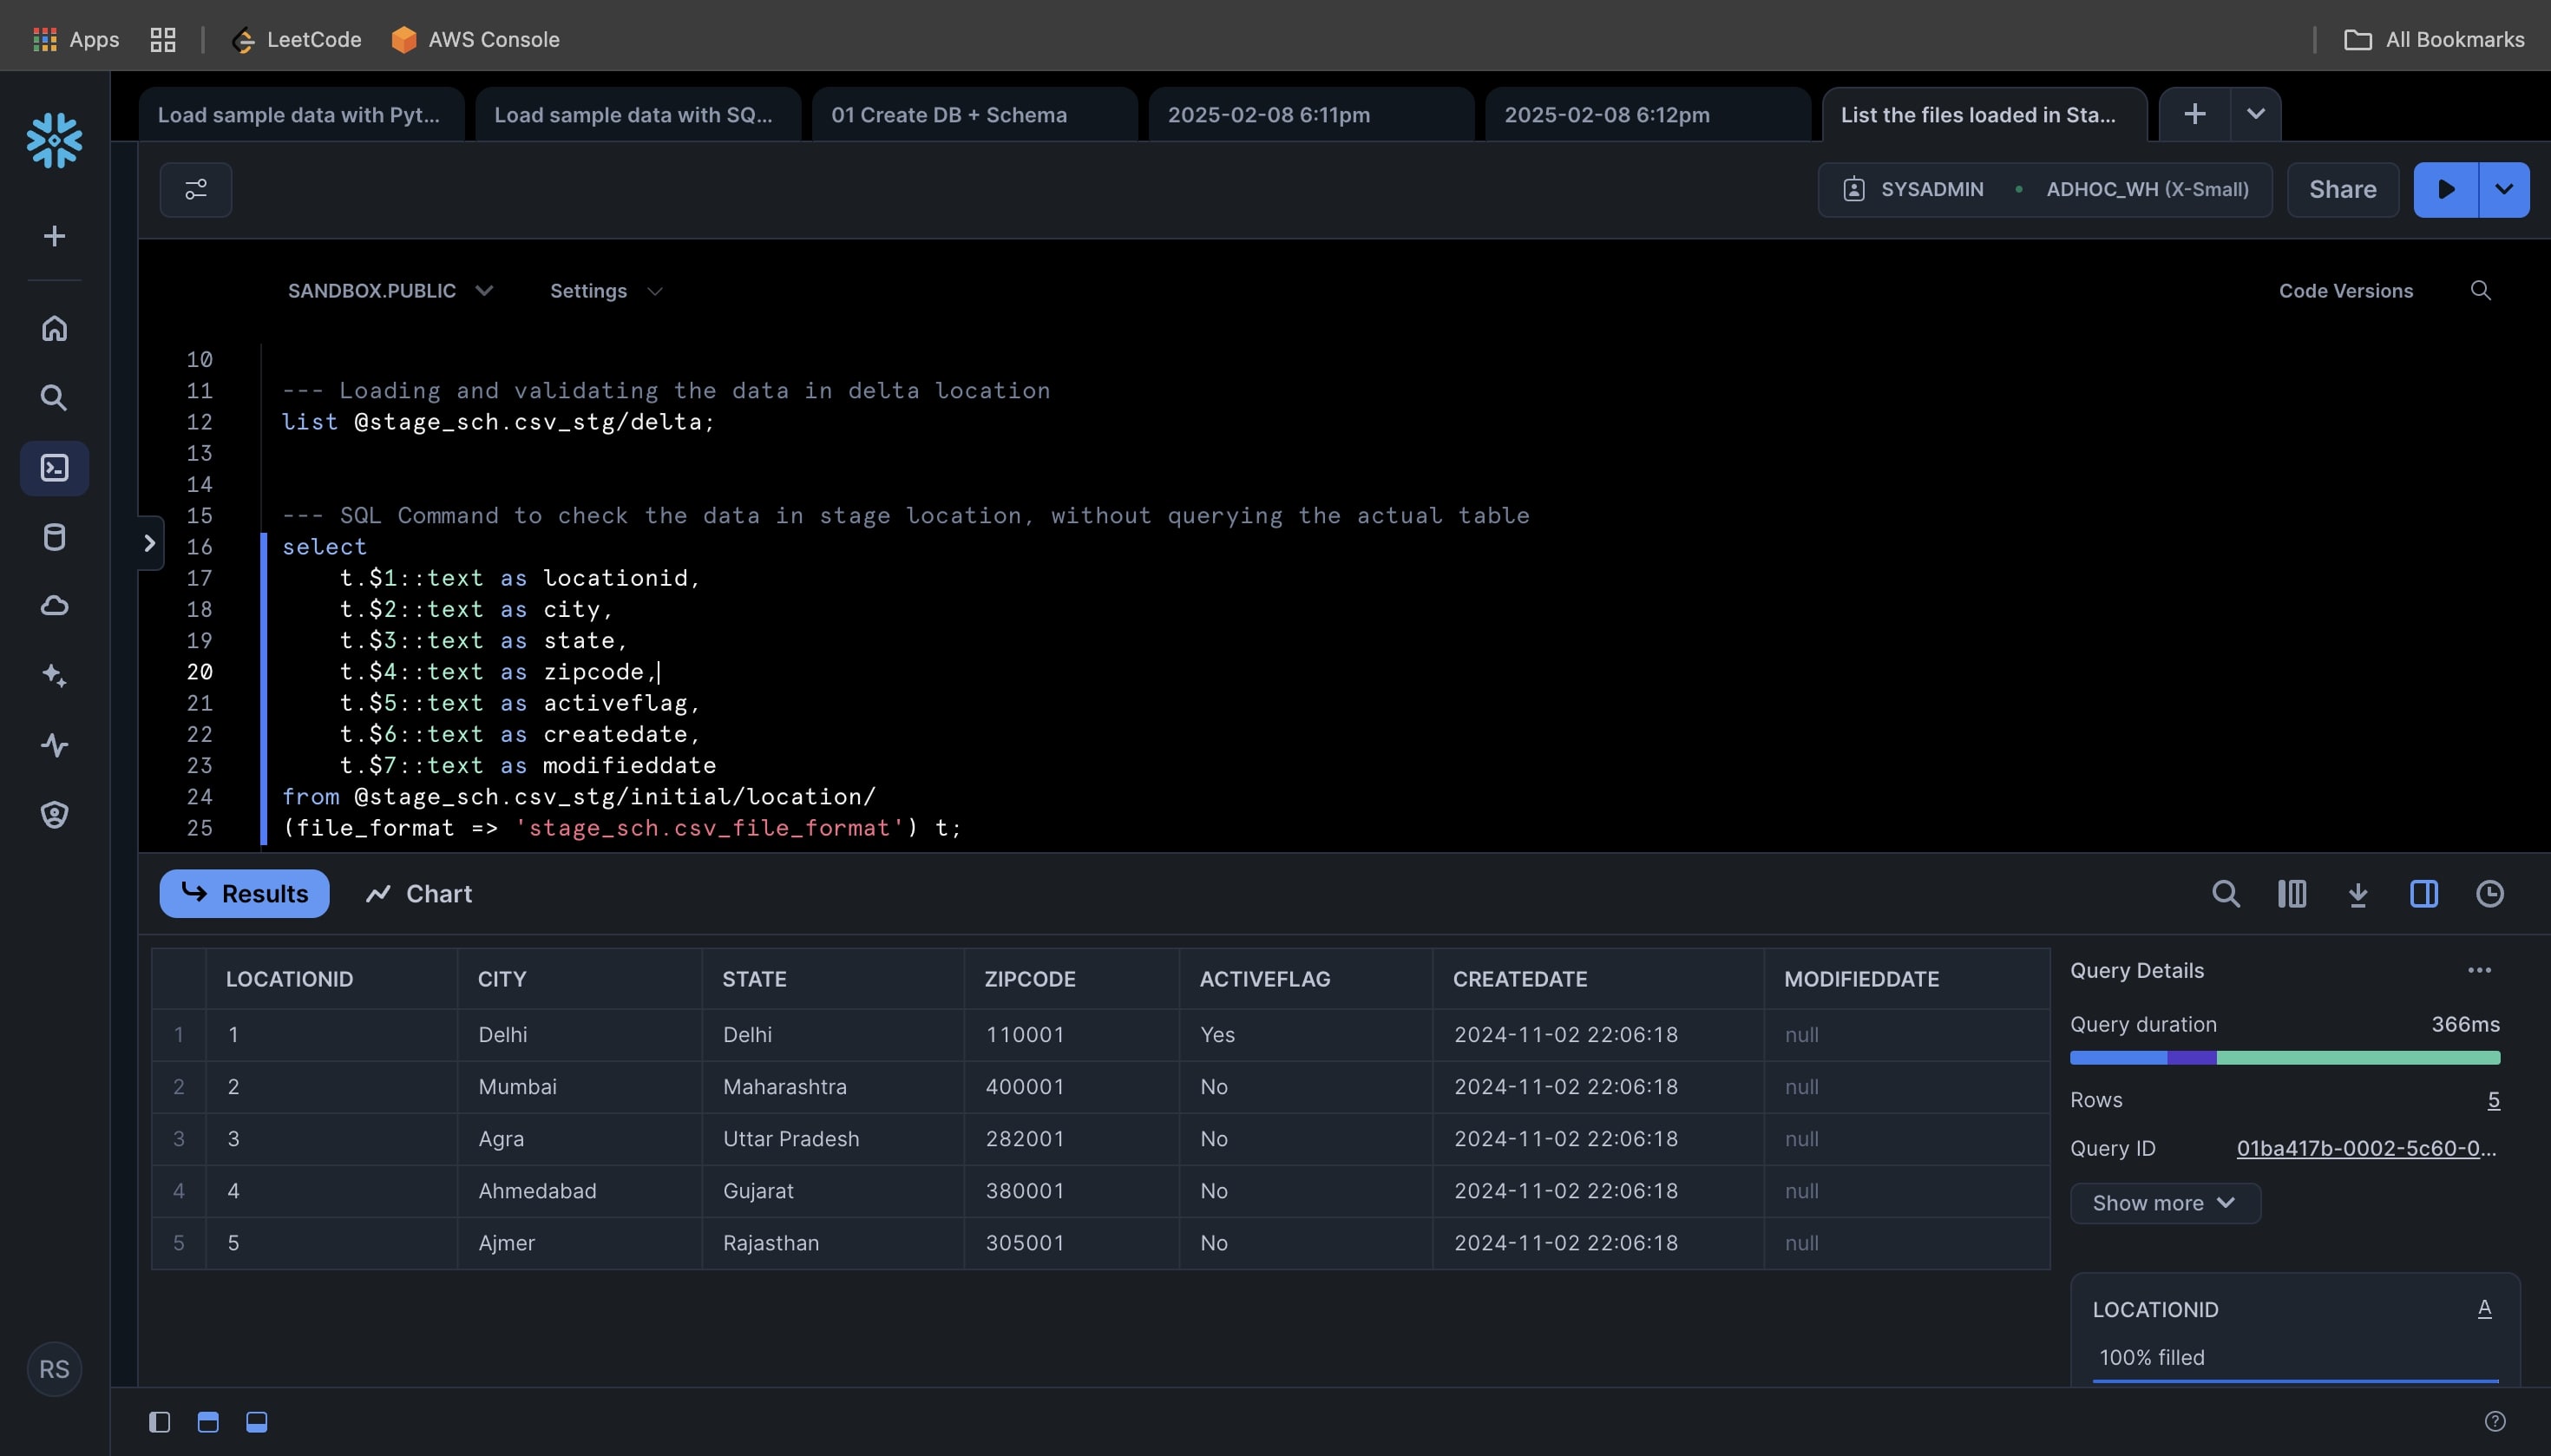 Apps LeetCode AWS Console All Bookmarks
Load sample data with Pyt... Load sample data with SQ... 01 Create DB + Schema 2025-02-08 6:11pm 2025-02-08 6:12pm List the files loaded in Sta...
SYSADMIN ADHOC_WH (X-Small) Share
SANDBOX.PUBLIC Settings Code Versions
10
11 --- Loading and validating the data in delta location
12 list @stage_sch.csv_stg/delta;
13
14
15 --- SQL Command to check the data in stage location, without querying the actual table
16 select
17 t.$1::text as locationid,
18 t.$2::text as city,
19 t.$3::text as state,
20 t.$4::text as zipcode,
21 t.$5::text as activeflag,
22 t.$6::text as createdate,
23 t.$7::text as modifieddate
24 from @stage_sch.csv_stg/initial/location/
25 (file_format => 'stage_sch.csv_file_format') t;
Results Chart
LOCATIONID CITY STATE ZIPCODE ACTIVEFLAG CREATEDATE MODIFIEDDATE
1 1 Delhi Delhi 110001 Yes 2024-11-02 22:06:18 null
2 2 Mumbai Maharashtra 400001 No 2024-11-02 22:06:18 null
3 3 Agra Uttar Pradesh 282001 No 2024-11-02 22:06:18 null
4 4 Ahmedabad Gujarat 380001 No 2024-11-02 22:06:18 null
5 5 Ajmer Rajasthan 305001 No 2024-11-02 22:06:18 null
Query Details ...
Query duration 366ms
Rows 5
Query ID 01ba417b-0002-5c60-0...
Show more
LOCATIONID A
100% filled
RS